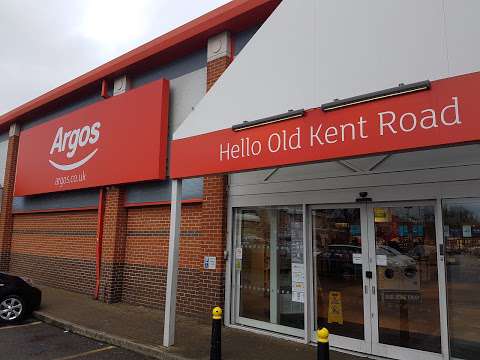 Argos
argos.co.uk
Hello Old Kent Road